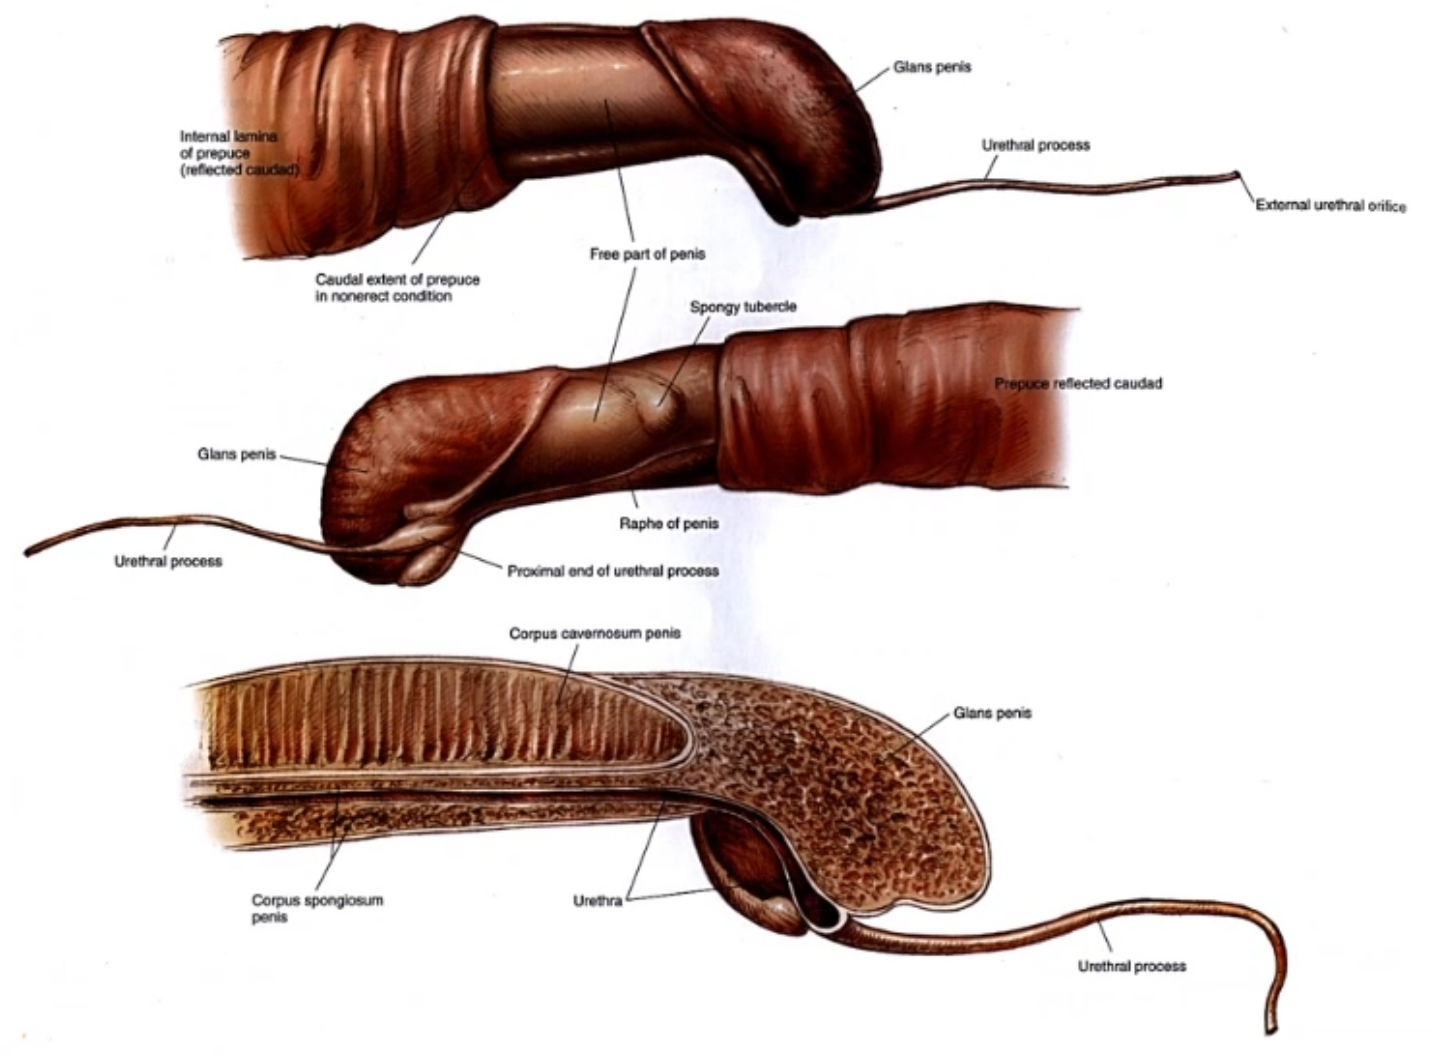 Glans penis
Internal lamina
of prepuce
(reflected caudad)
Urethral process
External urethral orifice
Free part of penis
Caudal extent of prepuce
in nonerect condition
Spongy tubercle
Prepuce reflected caudad
Glans penis
Raphe of penis
Urethral process
Proximal end of urethral process
Corpus cavernosum penis
Glans penis
Corpus spongiosum
penis
Urethra
Urethral process